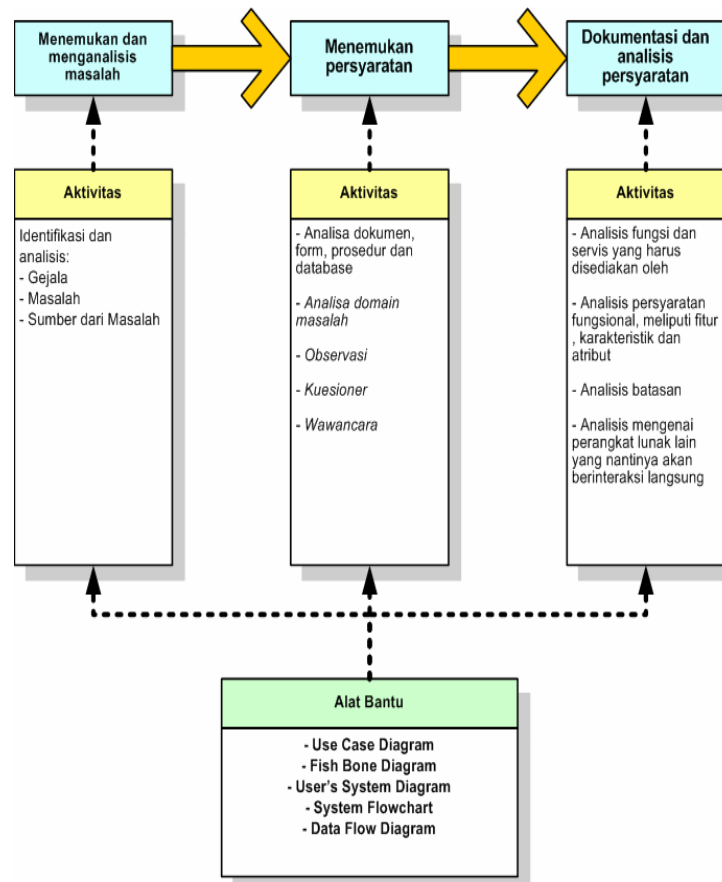 Menemukan dan
menganalisis
masalah
Menemukan
persyaratan
Dokumentasi dan
analisis
persyaratan
Aktivitas
Identifikasi dan
analisis:
- Gejala
- Masalah
- Sumber dari Masalah
Aktivitas
- Analisa dokumen,
form, prosedur dan
database
- Analisa domain
masalah
- Observasi
- Kuesioner
- Wawancara
Aktivitas
- Analisis fungsi dan
servis yang harus
disediakan oleh
- Analisis persyaratan
fungsional, meliputi fitur
, karakteristik dan
atribut
- Analisis batasan
- Analisis mengenai
perangkat lunak lain
yang nantinya akan
berinteraksi langsung
Alat Bantu
- Use Case Diagram
- Fish Bone Diagram
- User's System Diagram
- System Flowchart
- Data Flow Diagram